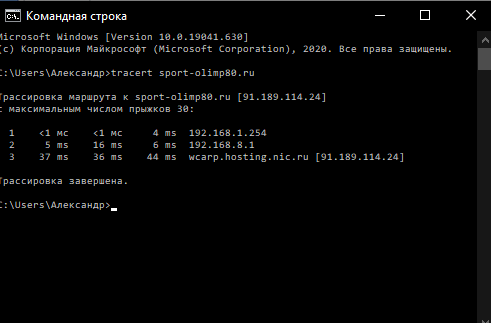 Командная строка
Microsoft Windows [Version 10.0.19041.630]
(c) Корпорация Майкрософт (Microsoft Corporation), 2020. Все права защищены.
C:\Users\Александр>tracert sport-olimp80.ru
Трассировка маршрута к sport-olimp80.ru [91.189.114.24]
с максимальным числом прыжков 30:
1 <1 мс <1 мс 4 ms 192.168.1.254
2 5 ms 16 ms 6 ms 192.168.8.1
3 37 ms 36 ms 44 ms wcarp.hosting.nic.ru [91.189.114.24]
Трассировка завершена.
C:\Users\Александр>